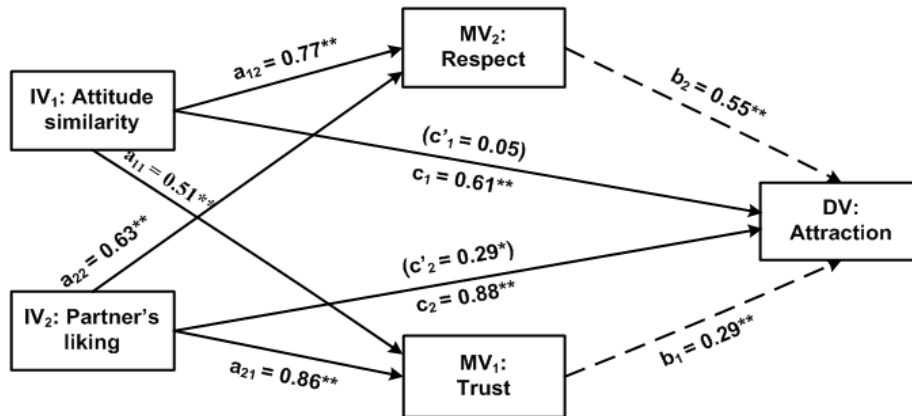 MV₂:
Respect
a₁₂ = 0.77**
b₂ = 0.55**
IV₁: Attitude
similarity
(c'₁ = 0.05)
c₁ = 0.61**
a₁₁ = 0.51**
DV:
Attraction
a₂₂ = 0.63**
(c'₂ = 0.29*)
c₂ = 0.88**
IV₂: Partner's
liking
a₂₁ = 0.86**
MV₁:
Trust
b₁ = 0.29**